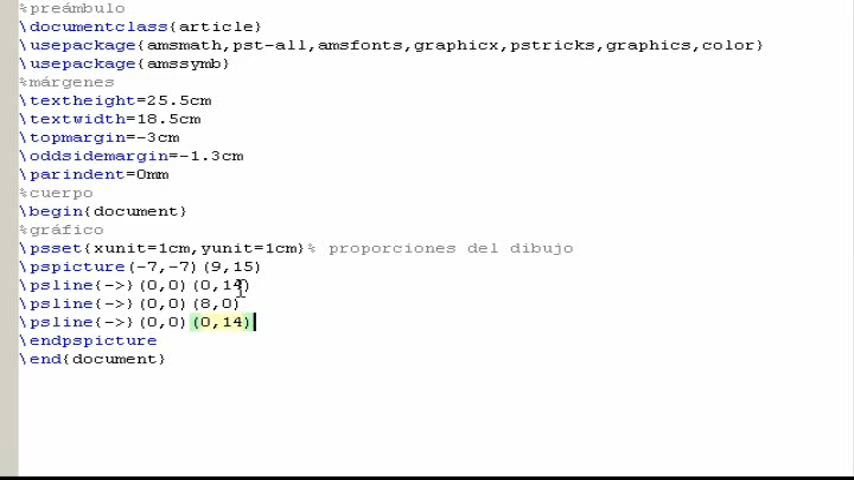 %preámbulo
\documentclass{article}
\usepackage{amsmath,pst-all,amsfonts,graphicx,pstricks,graphics,color}
\usepackage{amssymb}
%márgenes
\textheight=25.5cm
\textwidth=18.5cm
\topmargin=-3cm
\oddsidemargin=-1.3cm
\parindent=0mm
%cuerpo
\begin{document}
%gráfico
\psset{xunit=1cm,yunit=1cm}% proporciones del dibujo
\pspicture(-7,-7)(9,15)
\psline{->}(0,0)(0,14)
\psline{->}(0,0)(8,0)
\psline{->}(0,0)(0,14)
\endpspicture
\end{document}